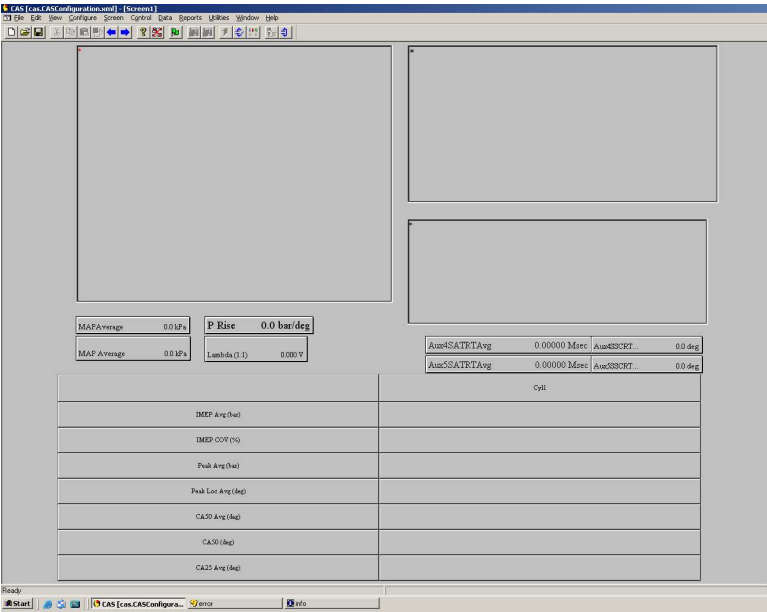 CAS [cas.CASConfiguration.xml] - [Screen1]
File Edit View Configure Screen Control Data Reports Utilities Window Help
MAPAverage 0.0 kPa
P Rise 0.0 bar/deg
MAP Average 0.0 kPa
Lambda (1:1) 0.000 V
Aux4SATRTAvg 0.00000 Msec Aux4SSCRT... 0.0 deg
Aux5SATRTAvg 0.00000 Msec Aux5SSCRT... 0.0 deg
Cyl1
IMEP Avg (bar)
IMEP COV (%)
Peak Avg (bar)
Peak Loc Avg (deg)
CA50 Avg (deg)
CA50 (deg)
CA25 Avg (deg)
Ready
Start CAS [cas.CASConfigura... error info